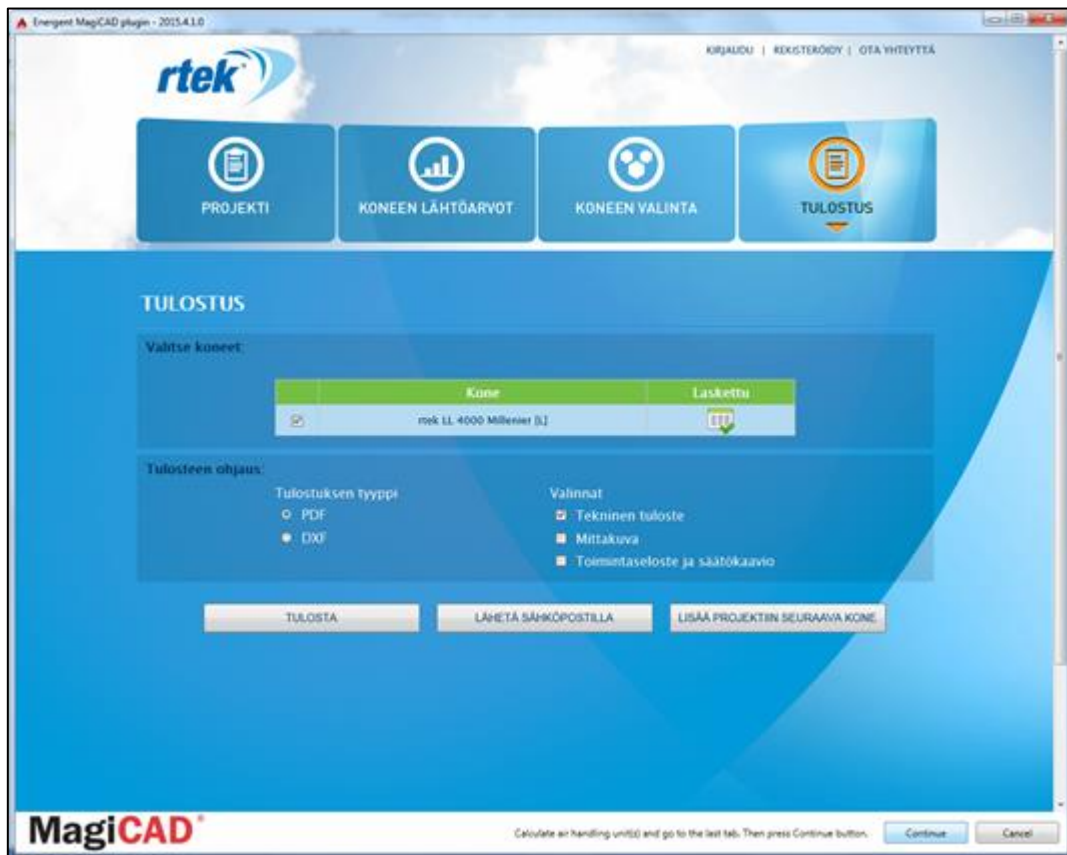 Energent MagiCAD plugin - 2015.4.1.0
KIRJAUDU | REKISTERÖIDY | OTA YHTEYTTÄ
rtek
PROJEKTI
KONEEN LÄHTÖARVOT
KONEEN VALINTA
TULOSTUS
TULOSTUS
Valitse koneet:
Kone Laskettu
rtek LL 4000 Millenier [L]
Tulosteen ohjaus:
Tulostuksen tyyppi Valinnat
PDF Tekninen tuloste
DXF Mittakuva
Toimintaseloste ja säätökaavio
TULOSTA LÄHETÄ SÄHKÖPOSTILLA LISÄÄ PROJEKTIIN SEURAAVA KONE
MagiCAD Calculate air handling unit(s) and go to the last tab. Then press Continue button. Continue Cancel